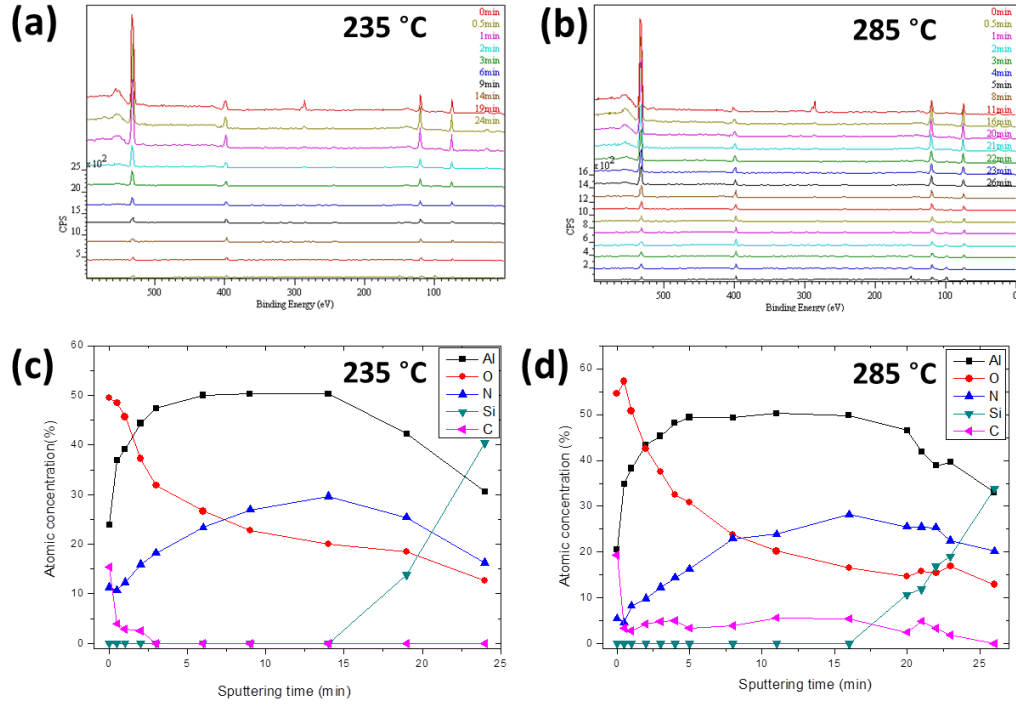 (a)
235 °C
0min
0.5min
1min
2min
3min
6min
9min
14min
19min
24min
x10²
25
20
15
10
5
CPS
500
400
300
200
100
0
Binding Energy (eV)
(b)
285 °C
0min
0.5min
1min
2min
3min
4min
5min
8min
11min
16min
20min
21min
22min
23min
26min
x10²
16
14
12
10
8
6
4
2
CPS
500
400
300
200
100
0
Binding Energy (eV)
(c)
235 °C
Al
O
N
Si
C
60
50
40
30
20
10
0
Atomic concentration(%)
0
5
10
15
20
25
Sputtering time (min)
(d)
285 °C
Al
O
N
Si
C
60
50
40
30
20
10
0
Atomic concentration (%)
0
5
10
15
20
25
Sputtering time (min)